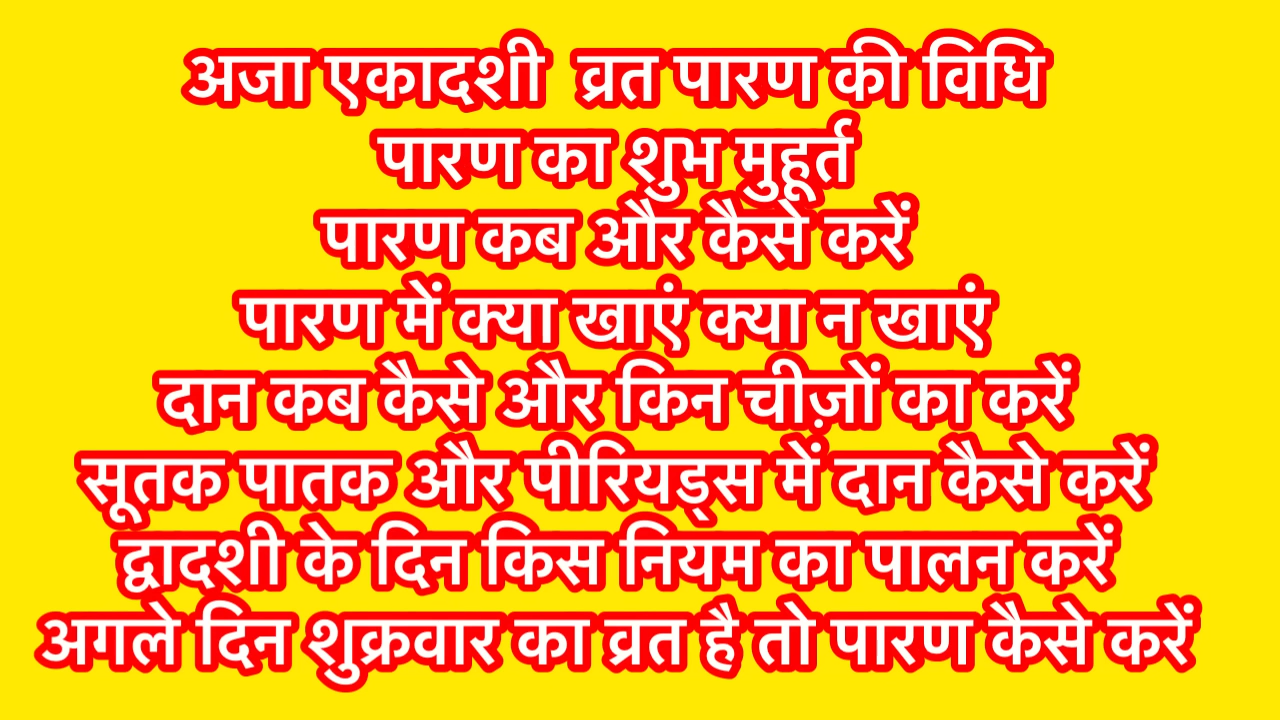 अजा एकादशी व्रत पारण की विधि
पारण का शुभ मुहूर्त
पारण कब और कैसे करें
पारण में क्या खाएं क्या न खाएं
दान कब कैसे और किन चीज़ों का करें
सूतक पातक और पीरियड्स में दान कैसे करें
द्वादशी के दिन किस नियम का पालन करें
अगले दिन शुक्रवार का व्रत है तो पारण कैसे करें